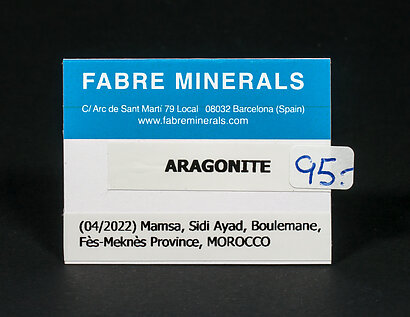 FABRE MINERALS
C/ Arc de Sant Martí 79 Local 08032 Barcelona (Spain)
www.fabreminerals.com
ARAGONITE
95.-
(04/2022) Mamsa, Sidi Ayad, Boulemane,
Fès-Meknès Province, MOROCCO